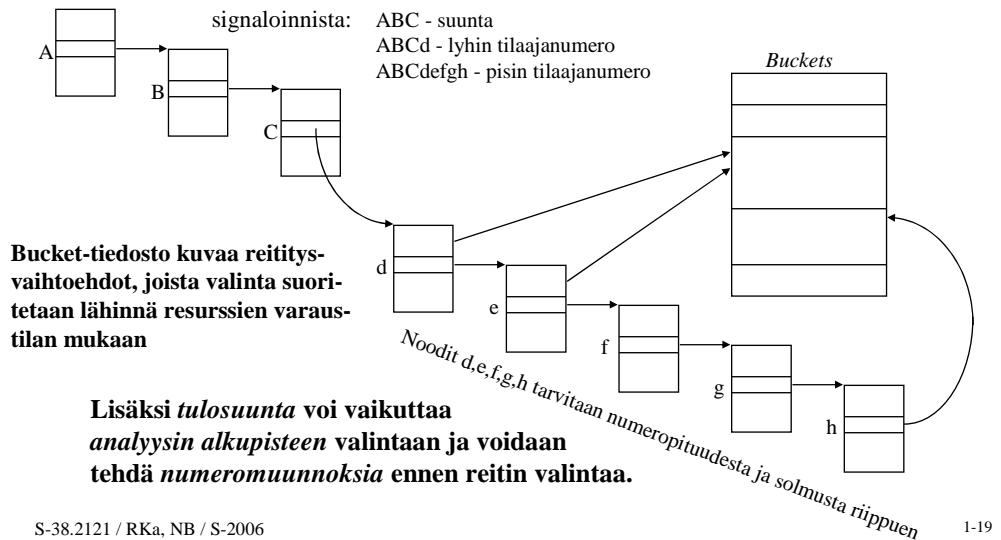 signaloinnista: ABC - suunta
ABCd - lyhin tilaajanumero
ABCdefgh - pisin tilaajanumero
Buckets
A
B
C
d
e
f
g
h
Bucket-tiedosto kuvaa reititys-
vaihtoehdot, joista valinta suori-
tetaan lähinnä resurssien varaus-
tilan mukaan
Noodit d,e,f,g,h tarvitaan numeropituudesta ja solmusta riippuen
Lisäksi tulosuunta voi vaikuttaa
analyysin alkupisteen valintaan ja voidaan
tehdä numeromuunnoksia ennen reitin valintaa.
S-38.2121 / RKa, NB / S-2006
1-19